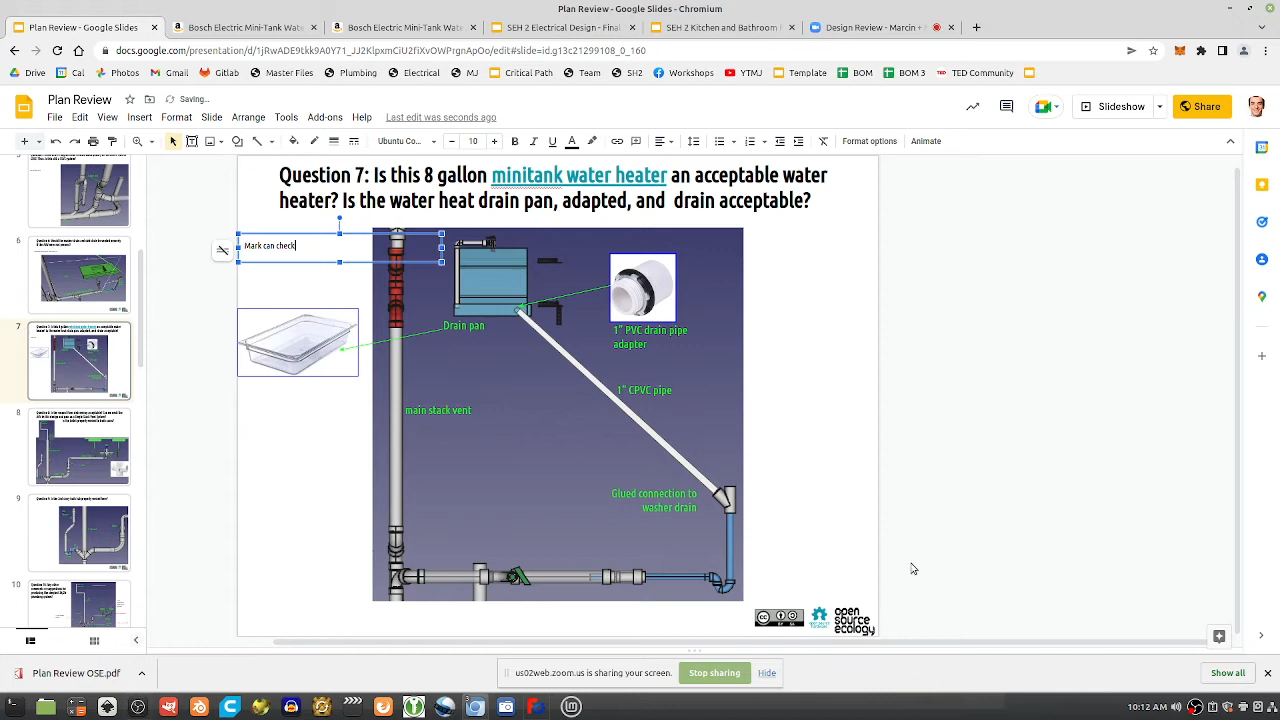 Plan Review - Google Slides - Chromium
Plan Review - Google Slides
Bosch Electric Mini-Tank Wate
Bosch Electric Mini-Tank Wate
SEH 2 DESIGN - Final
SEH 2 Kitchen and Bathroom F
Design Review - Marcin +
docs.google.com/presentation/d/1jRwADE9Lkk9A0Y71_JJ2KlpxmCiU2fiXvOWPrgnApOo/edit#slide=id.g13c21299108_0_160
Drive Cal Photos Gmail Gitlab Master Files Plumbing Electrical MJ Critical Path Team SH2 Workshops YTMJ Template BOM BOM 3 TED Community
Plan Review
Saving...
File Edit View Insert Format Slide Arrange Tools Add-ons Help Last edit was seconds ago
Slideshow
Share
Ubuntu Co... 10
Format options
Animate
6
7
8
9
10
Question 7: Is this 8 gallon minitank water heater an acceptable water
heater? Is the water heat drain pan, adapted, and drain acceptable?
Mark can check
Drain pan
1" PVC drain pipe
adapter
1" CPVC pipe
main stack vent
Glued connection to
washer drain
open
source
ecology
Plan Review OSE.pdf
us02web.zoom.us is sharing your screen.
Stop sharing
Hide
Show all
10:12 AM